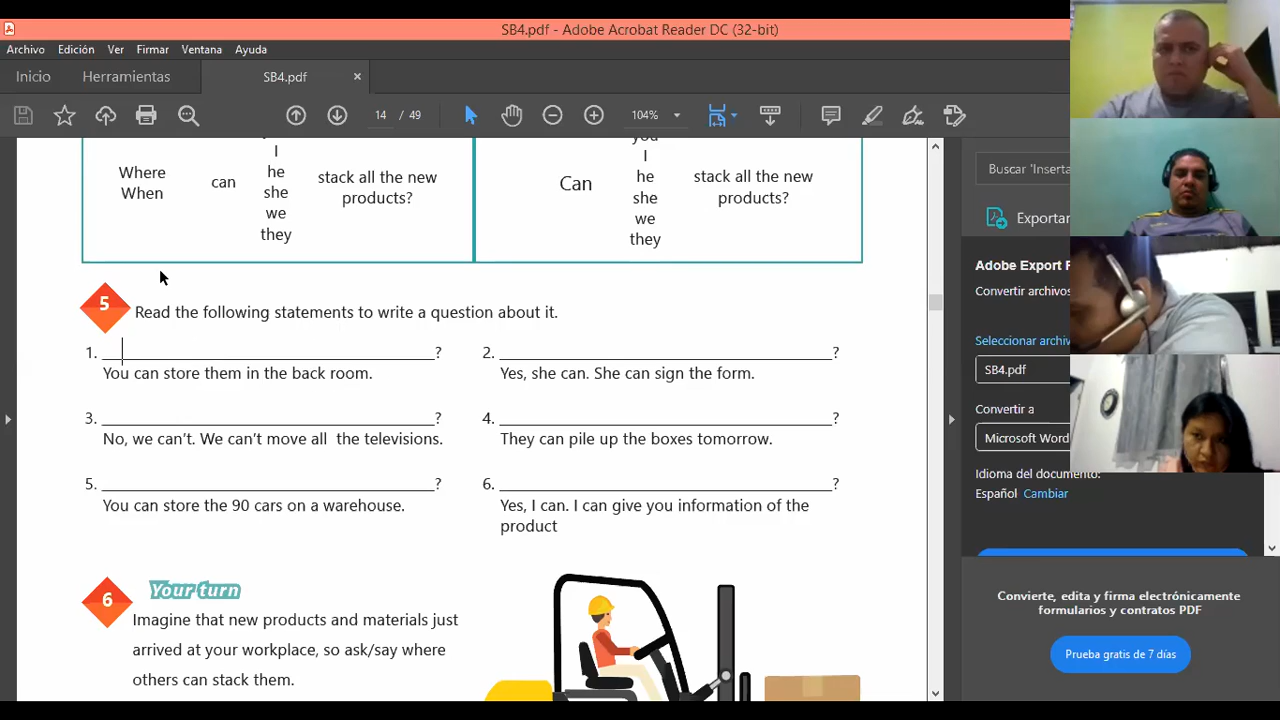 SB4.pdf - Adobe Acrobat Reader DC (32-bit)
Archivo Edición Ver Firmar Ventana Ayuda
Inicio Herramientas SB4.pdf ×
14 / 49 104%
Where
When
can
I
he
she
we
they
stack all the new
products?
Can
you
I
he
she
we
they
stack all the new
products?
5 Read the following statements to write a question about it.
1. ________________________________________?
You can store them in the back room.
2. ________________________________________?
Yes, she can. She can sign the form.
3. ________________________________________?
No, we can't. We can't move all the televisions.
4. ________________________________________?
They can pile up the boxes tomorrow.
5. ________________________________________?
You can store the 90 cars on a warehouse.
6. ________________________________________?
Yes, I can. I can give you information of the
product
6 Your turn
Imagine that new products and materials just
arrived at your workplace, so ask/say where
others can stack them.
Buscar 'Inserta
Exportar
Adobe Export
Convertir archivos
Seleccionar archiv
SB4.pdf
Convertir a
Microsoft Word
Idioma del documento:
Español Cambiar
Convierte, edita y firma electrónicamente
formularios y contratos PDF
Prueba gratis de 7 días